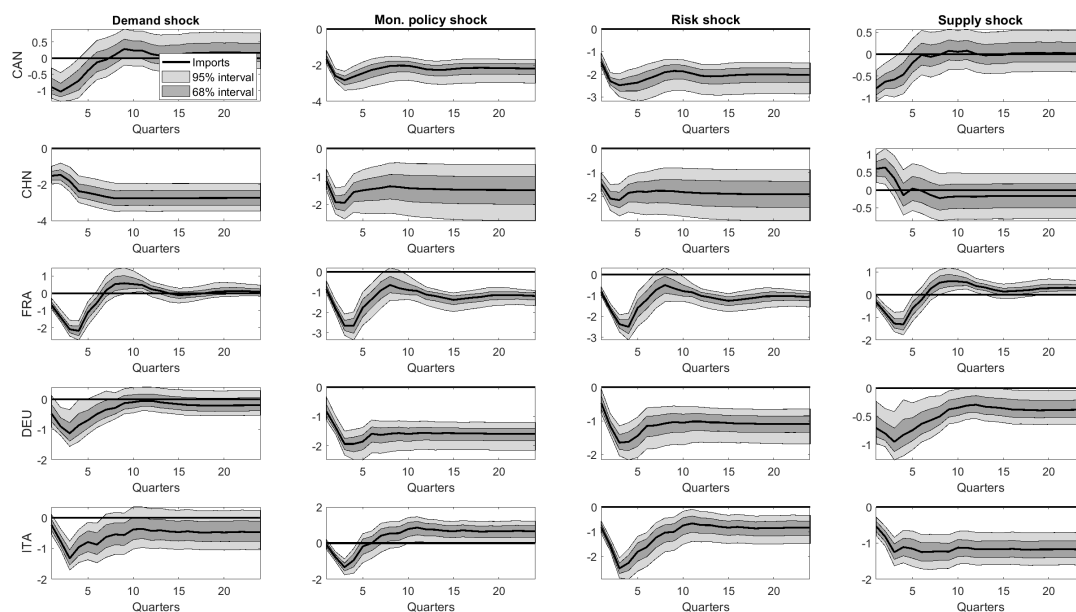 Demand shock
Mon. policy shock
Risk shock
Supply shock
CAN
0.5
0
-0.5
-1
Imports
95% interval
68% interval
5 10 15 20
Quarters
0
-2
-4
5 10 15 20
Quarters
0
-1
-2
-3
5 10 15 20
Quarters
0.5
0
-0.5
-1
5 10 15 20
Quarters
CHN
0
-2
-4
5 10 15 20
Quarters
0
-1
-2
5 10 15 20
Quarters
0
-1
-2
5 10 15 20
Quarters
1
0.5
0
-0.5
5 10 15 20
Quarters
FRA
1
0
-1
-2
5 10 15 20
Quarters
0
-1
-2
-3
5 10 15 20
Quarters
0
-1
-2
-3
5 10 15 20
Quarters
1
0
-1
-2
5 10 15 20
Quarters
DEU
0
-1
-2
5 10 15 20
Quarters
0
-1
-2
5 10 15 20
Quarters
0
-1
-2
5 10 15 20
Quarters
0
-0.5
-1
5 10 15 20
Quarters
ITA
0
-1
-2
5 10 15 20
Quarters
2
0
-2
5 10 15 20
Quarters
0
-1
-2
5 10 15 20
Quarters
0
-1
-2
5 10 15 20
Quarters